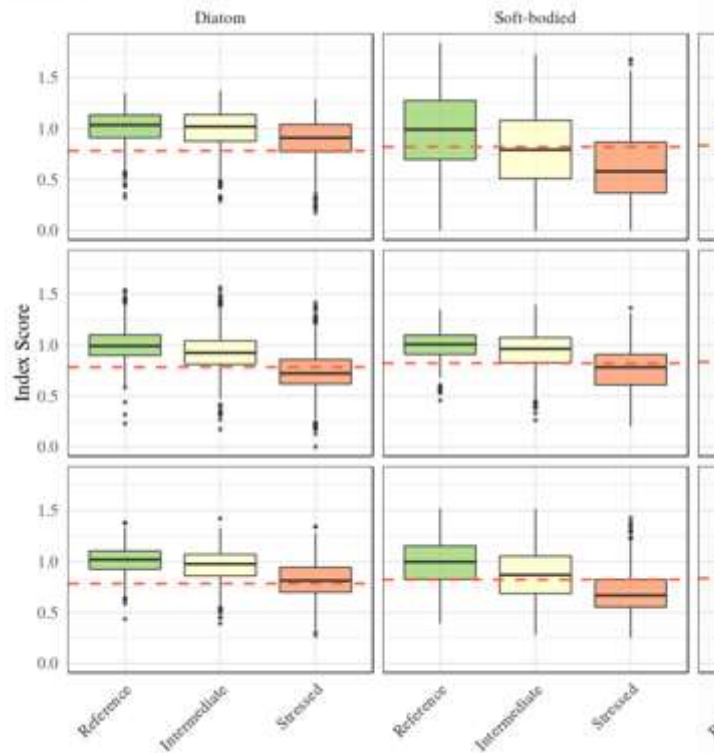 Diatom
Soft-bodied
1.5
1.0
0.5
0.0
Index Score
1.5
1.0
0.5
0.0
1.5
1.0
0.5
0.0
Reference
Intermediate
Stressed
Reference
Intermediate
Stressed